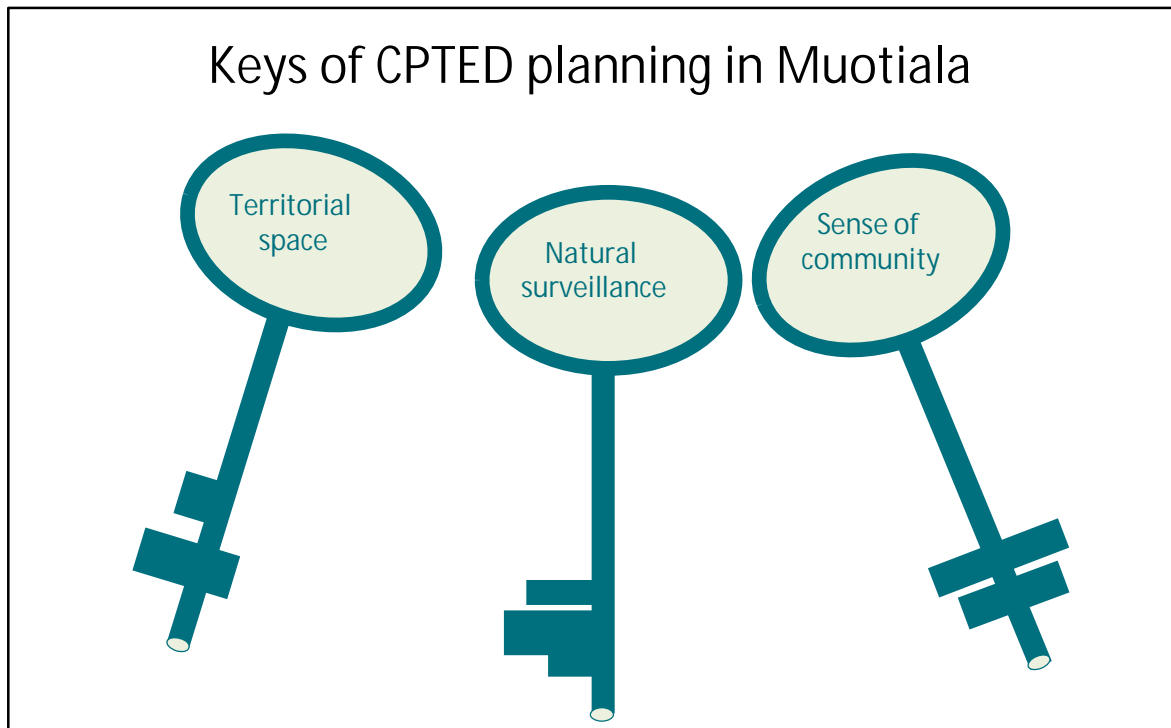 Keys of CPTED planning in Muotiala
Territorial
space
Natural
surveillance
Sense of
community